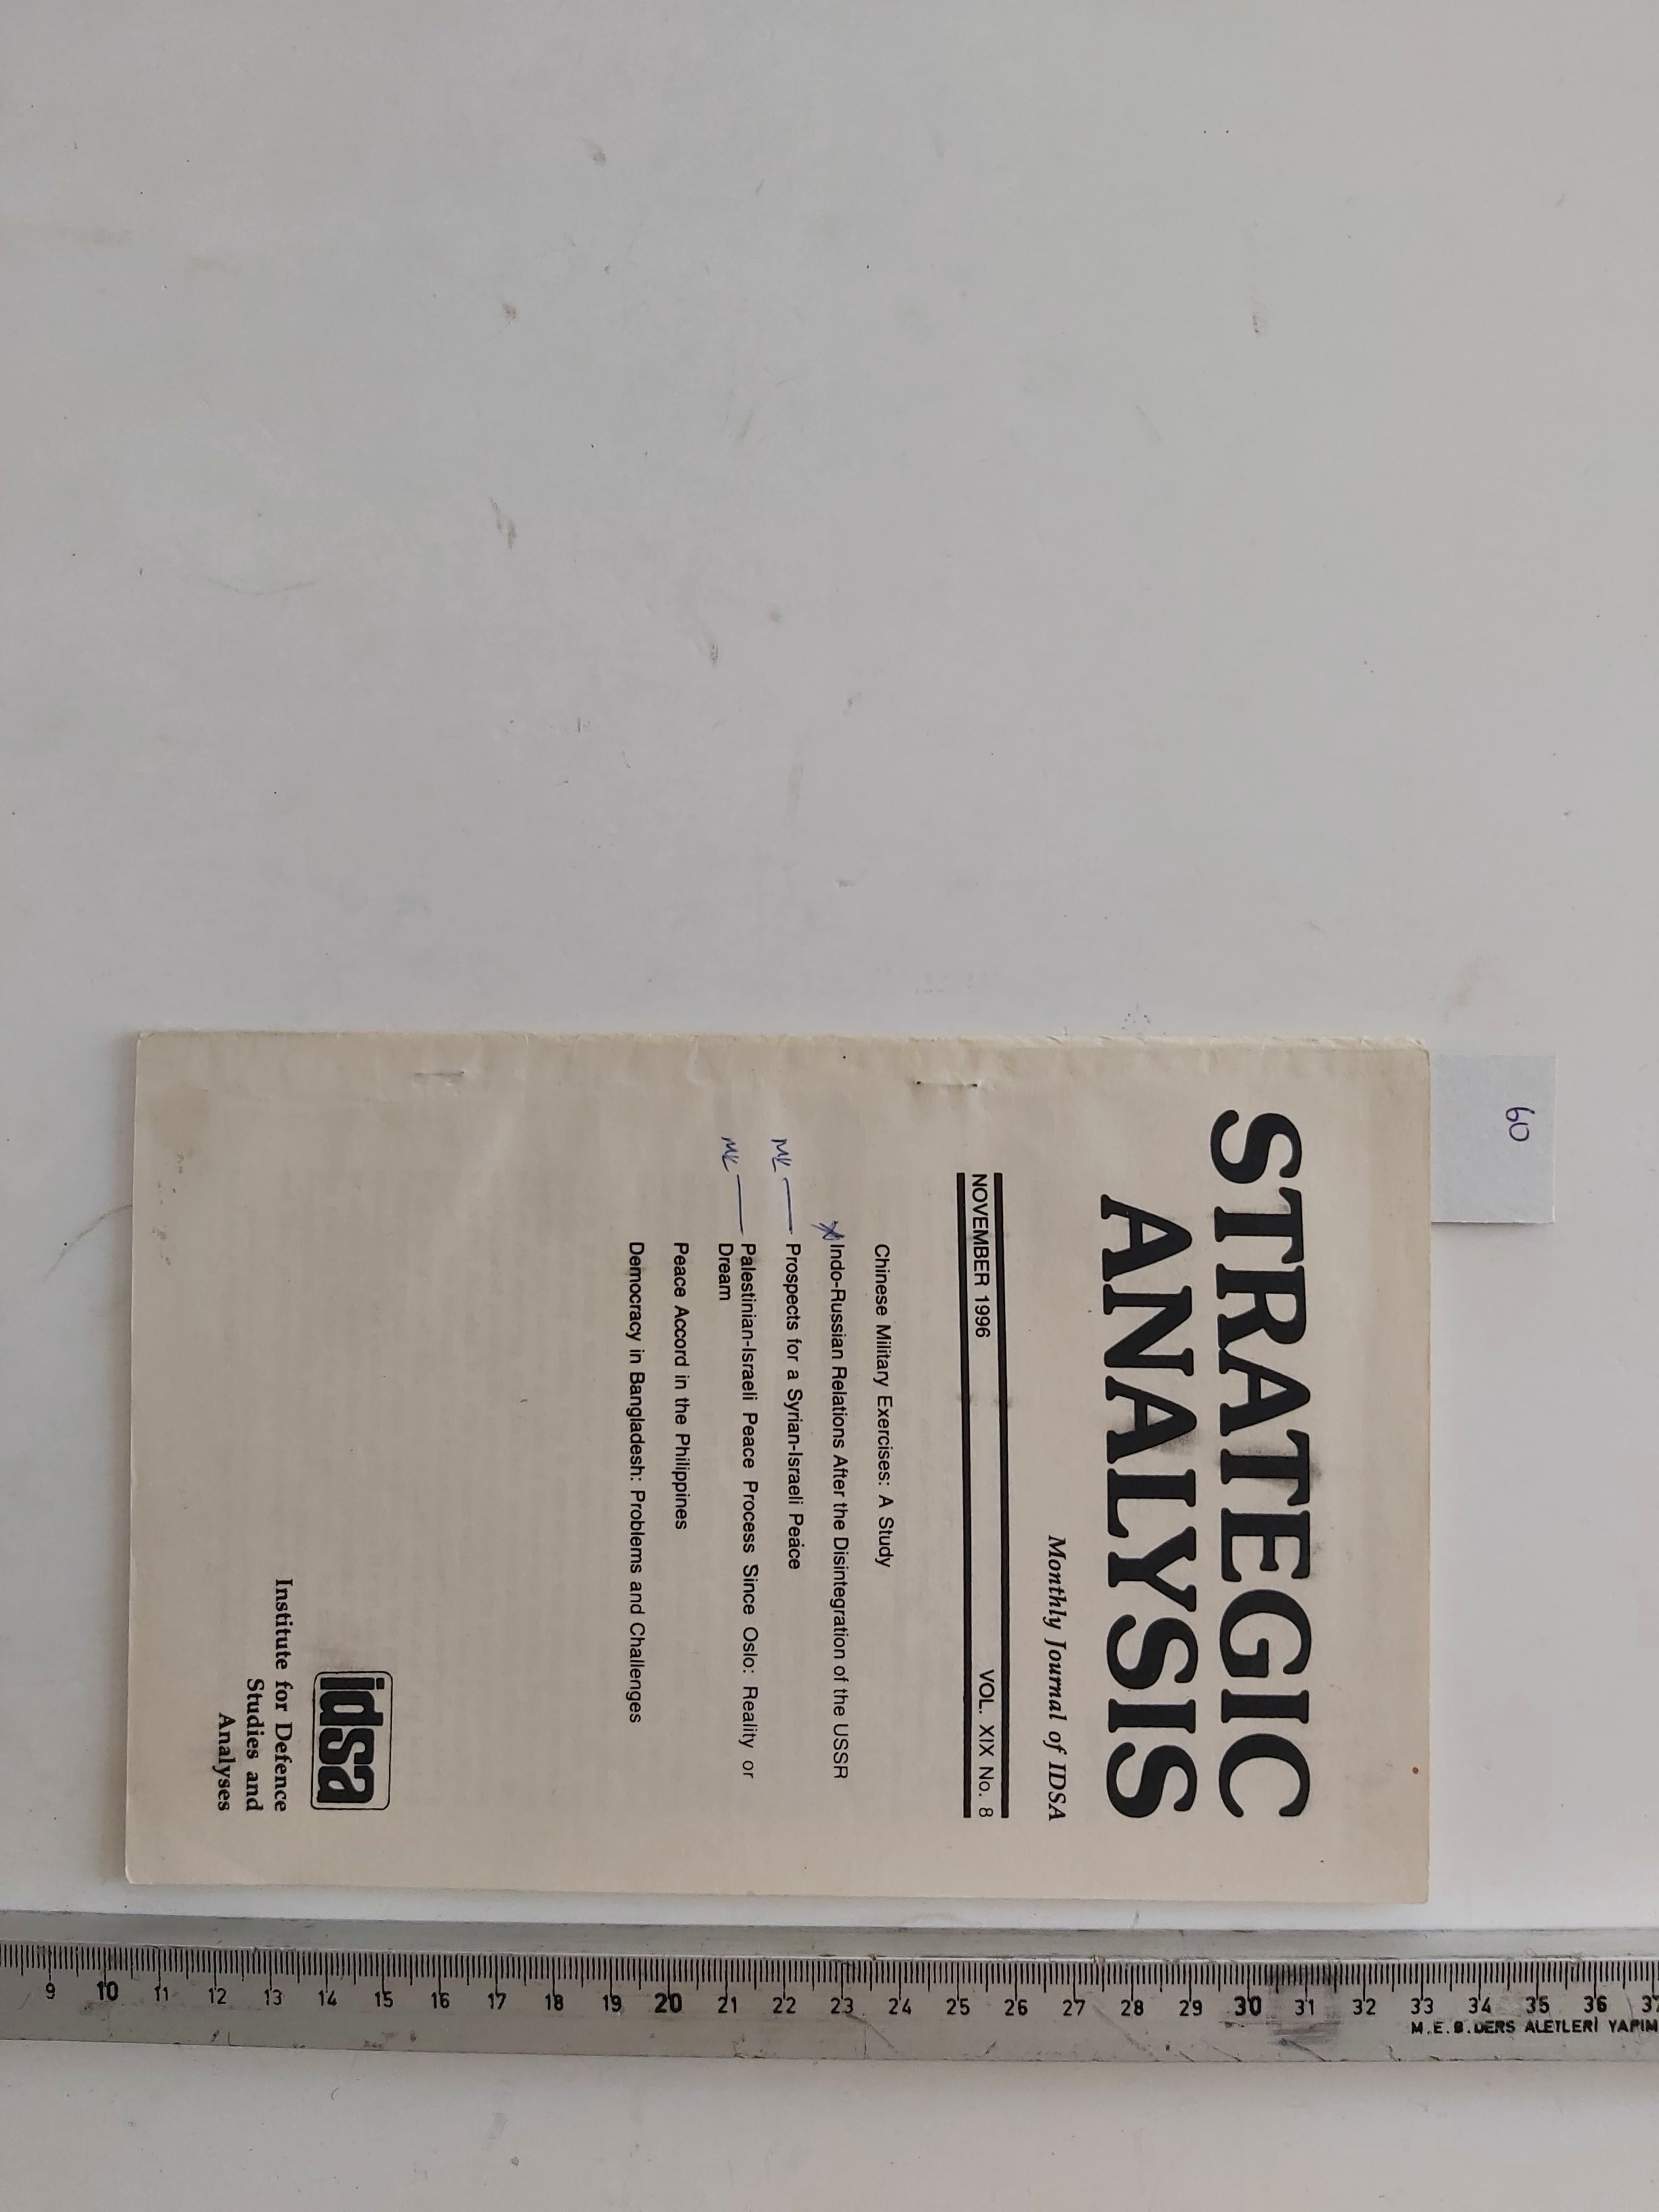 60
STRATEGIC
ANALYSIS
Monthly Journal of IDSA
NOVEMBER 1996 VOL. XIX No. 8
Chinese Military Exercises: A Study
Indo-Russian Relations After the Disintegration of the USSR
MK — Prospects for a Syrian-Israeli Peace
MK — Palestinian-Israeli Peace Process Since Oslo: Reality or
Dream
Peace Accord in the Philippines
Democracy in Bangladesh: Problems and Challenges
idsa
Institute for Defence
Studies and
Analyses
9 10 11 12 13 14 15 16 17 18 19 20 21 22 23 24 25 26 27 28 29 30 31 32 33 34 35 36 37
M.E.B. DERS ALETLERİ YAPIM